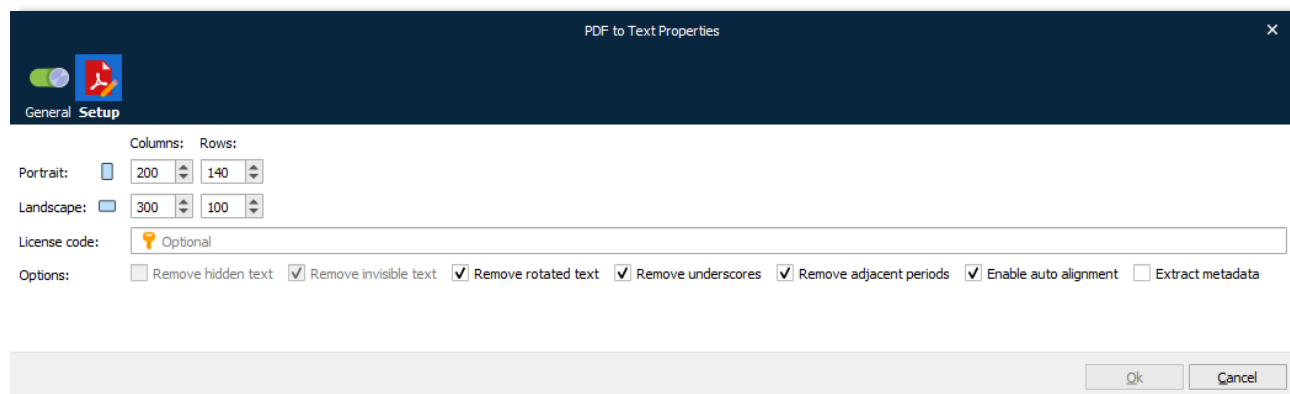 PDF to Text Properties
General Setup
Columns: Rows:
Portrait: 200 140
Landscape: 300 100
License code: Optional
Options: Remove hidden text Remove invisible text Remove rotated text Remove underscores Remove adjacent periods Enable auto alignment Extract metadata
Ok Cancel